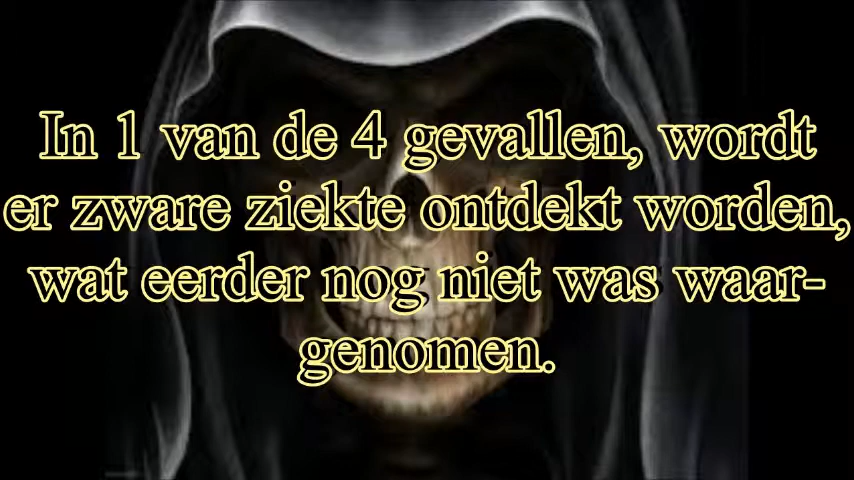 In 1 van de 4 gevallen, wordt
er zware ziekte ontdekt worden,
wat eerder nog niet was waar-
genomen.